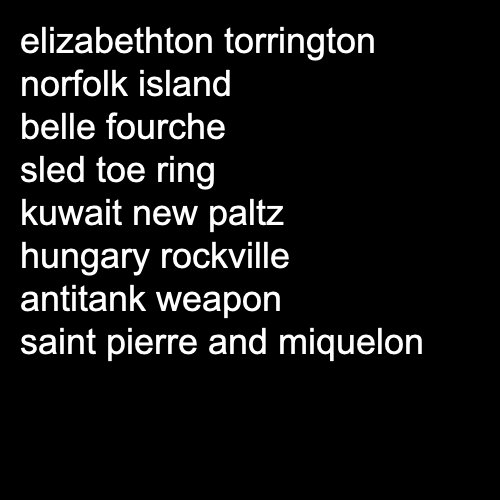 elizabethton torrington
norfolk island
belle fourche
sled toe ring
kuwait new paltz
hungary rockville
antitank weapon
saint pierre and miquelon